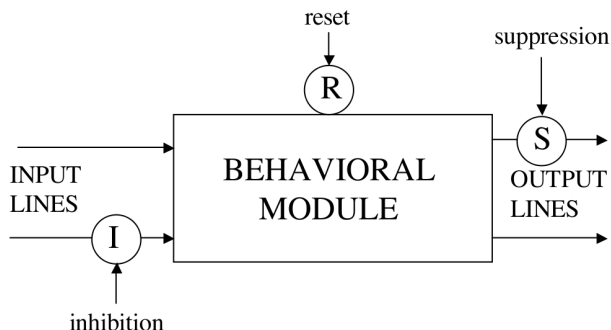 reset
suppression
R
S
INPUT
LINES
BEHAVIORAL
MODULE
OUTPUT
LINES
I
inhibition